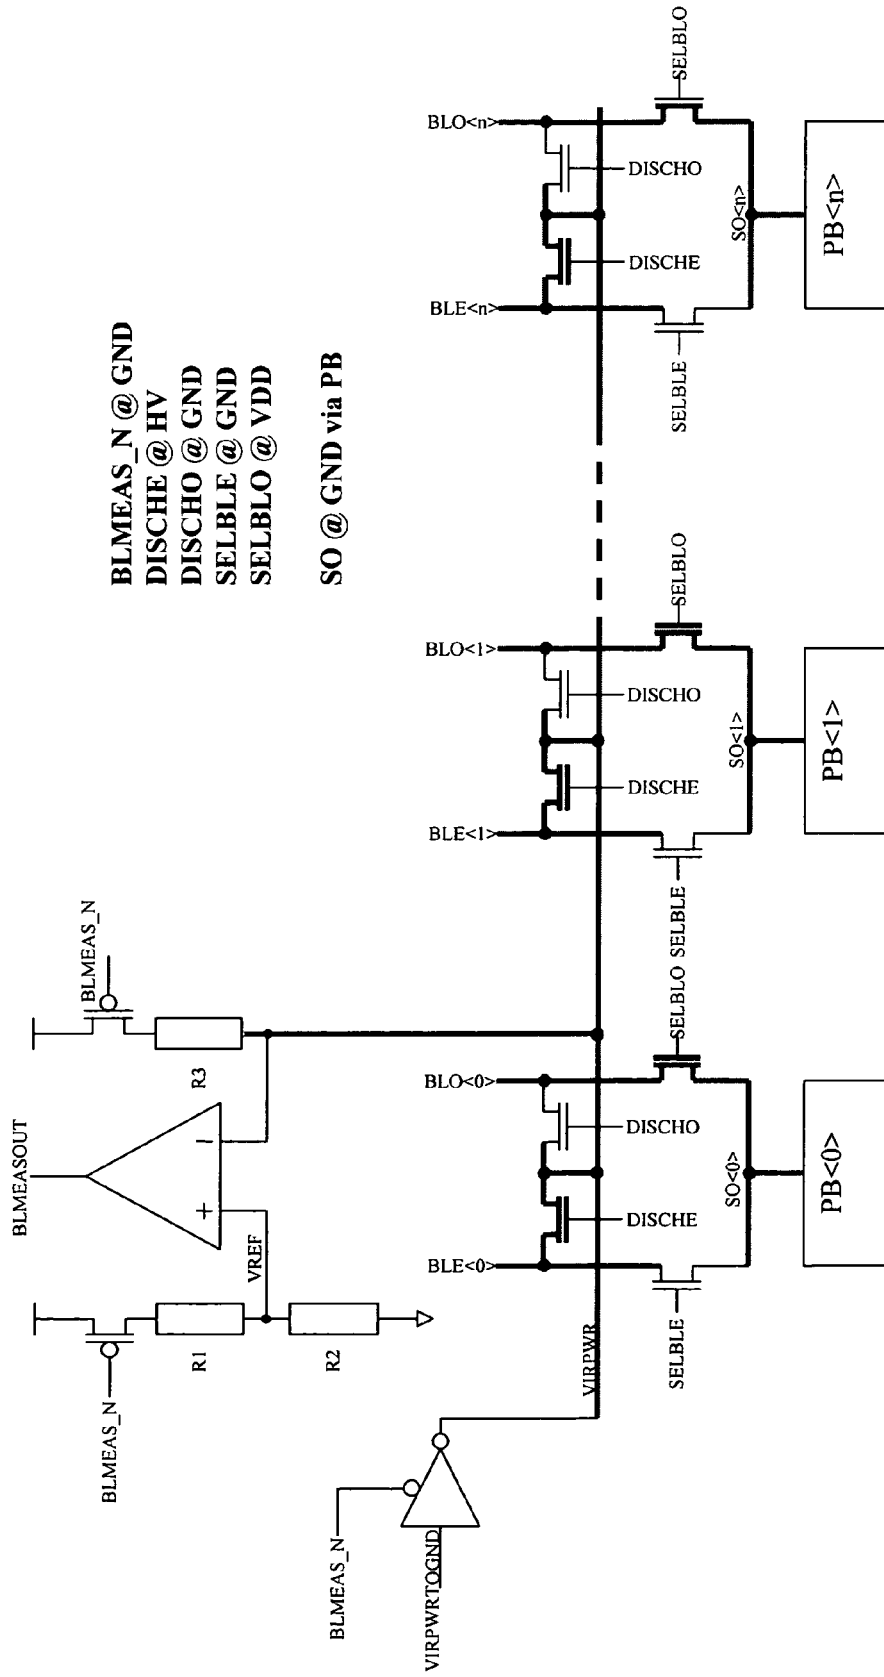 BLMEAS_N @ GND
DISCHE @ HV
DISCHO @ GND
SELBLE @ GND
SELBLO @ VDD
SO @ GND via PB
BLMEASOUT
BLMEAS_N
R3
VREF
R1
R2
BLMEAS_N
BLMEAS_N
VIRPWRTOGND
VIRPWR
BLE<0>
BLO<0>
DISCHE
DISCHO
SELBLE
SELBLO
SO<0>
PB<0>
BLE<1>
BLO<1>
DISCHE
DISCHO
SELBLE
SELBLO
SO<1>
PB<1>
BLE<n>
BLO<n>
DISCHE
DISCHO
SELBLE
SELBLO
SO<n>
PB<n>